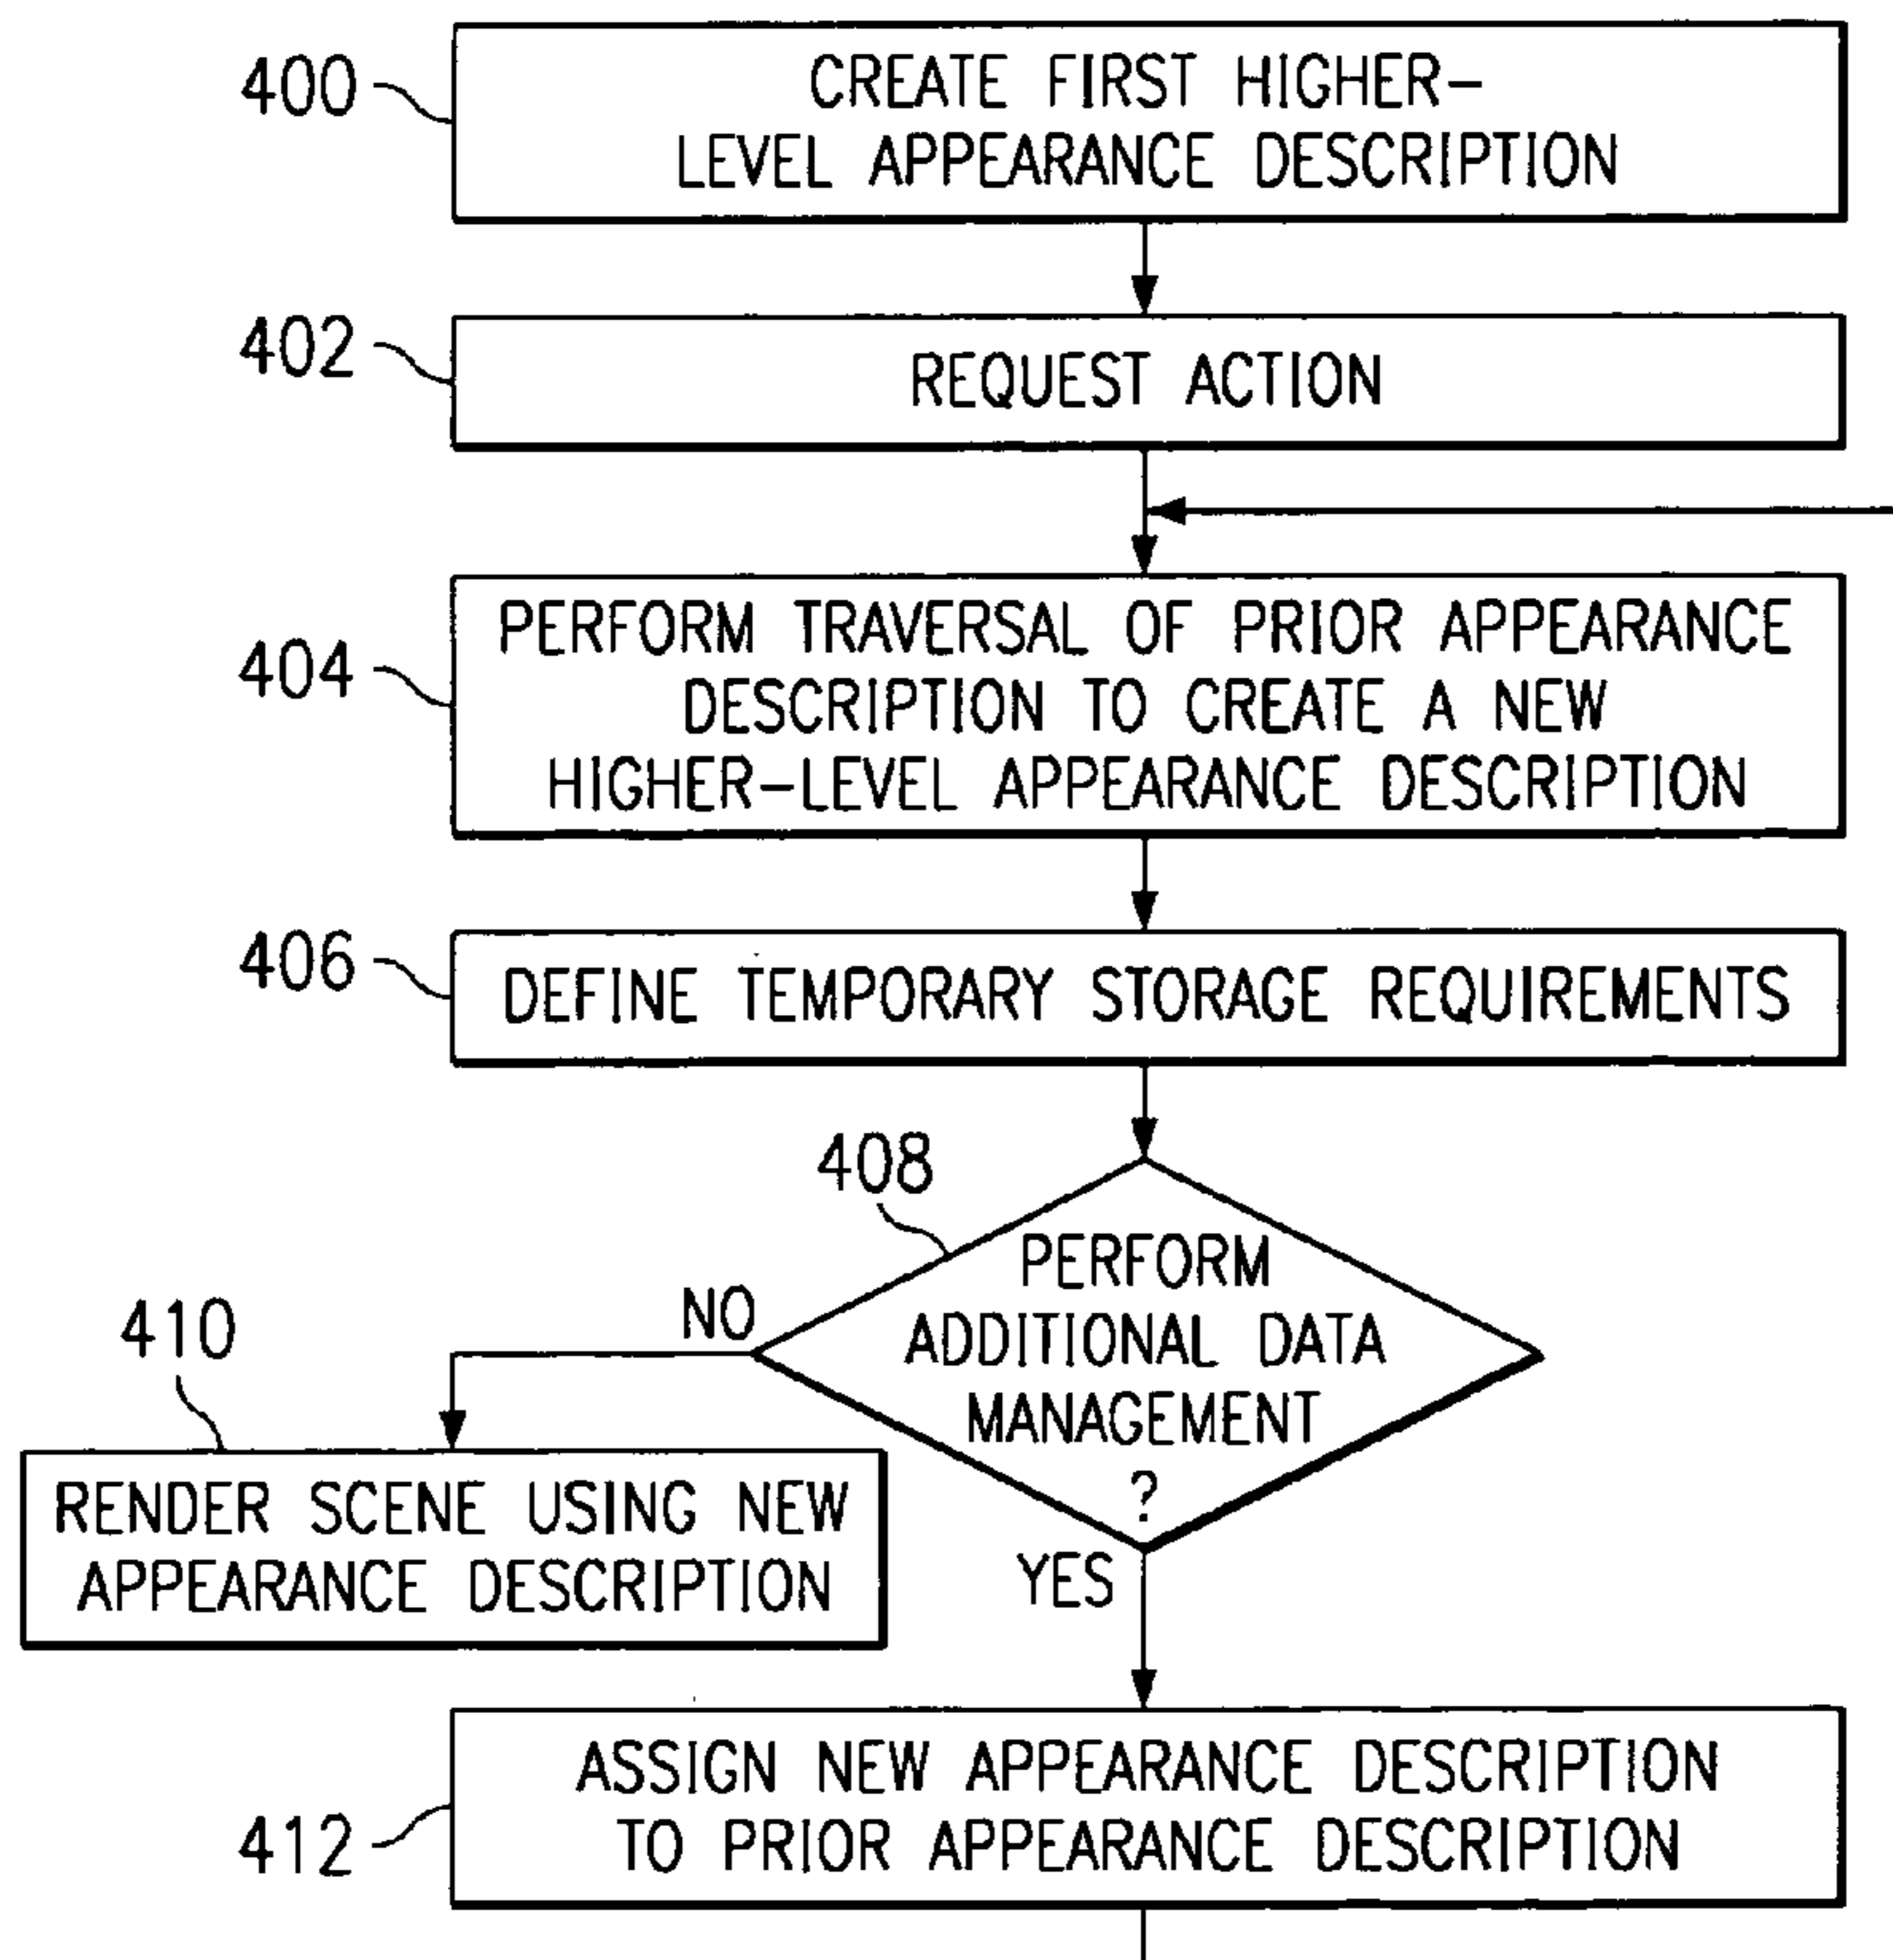 400
CREATE FIRST HIGHER-
LEVEL APPEARANCE DESCRIPTION
402
REQUEST ACTION
404
PERFORM TRAVERSAL OF PRIOR APPEARANCE
DESCRIPTION TO CREATE A NEW
HIGHER-LEVEL APPEARANCE DESCRIPTION
406
DEFINE TEMPORARY STORAGE REQUIREMENTS
408
PERFORM
ADDITIONAL DATA
MANAGEMENT
?
NO
410
RENDER SCENE USING NEW
APPEARANCE DESCRIPTION
YES
412
ASSIGN NEW APPEARANCE DESCRIPTION
TO PRIOR APPEARANCE DESCRIPTION